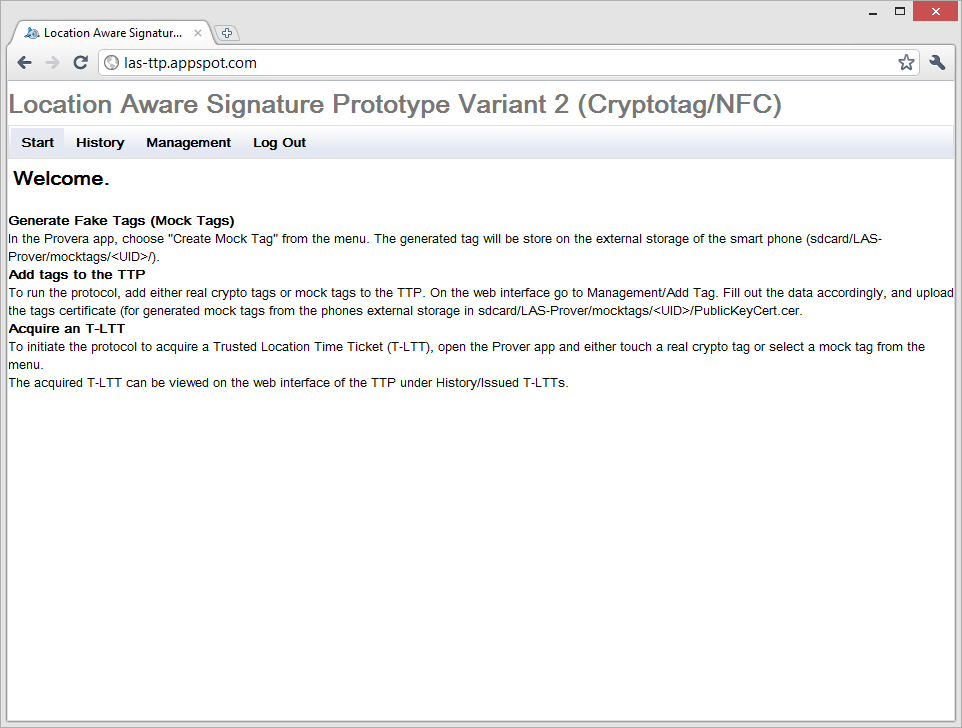 Location Aware Signatur...
las-ttp.appspot.com
Location Aware Signature Prototype Variant 2 (Cryptotag/NFC)
Start History Management Log Out
Welcome.
Generate Fake Tags (Mock Tags)
In the Provera app, choose "Create Mock Tag" from the menu. The generated tag will be store on the external storage of the smart phone (sdcard/LAS-
Prover/mocktags/<UID>/).
Add tags to the TTP
To run the protocol, add either real crypto tags or mock tags to the TTP. On the web interface go to Management/Add Tag. Fill out the data accordingly, and upload
the tags certificate (for generated mock tags from the phones external storage in sdcard/LAS-Prover/mocktags/<UID>/PublicKeyCert.cer.
Acquire an T-LTT
To initiate the protocol to acquire a Trusted Location Time Ticket (T-LTT), open the Prover app and either touch a real crypto tag or select a mock tag from the
menu.
The acquired T-LTT can be viewed on the web interface of the TTP under History/Issued T-LTTs.